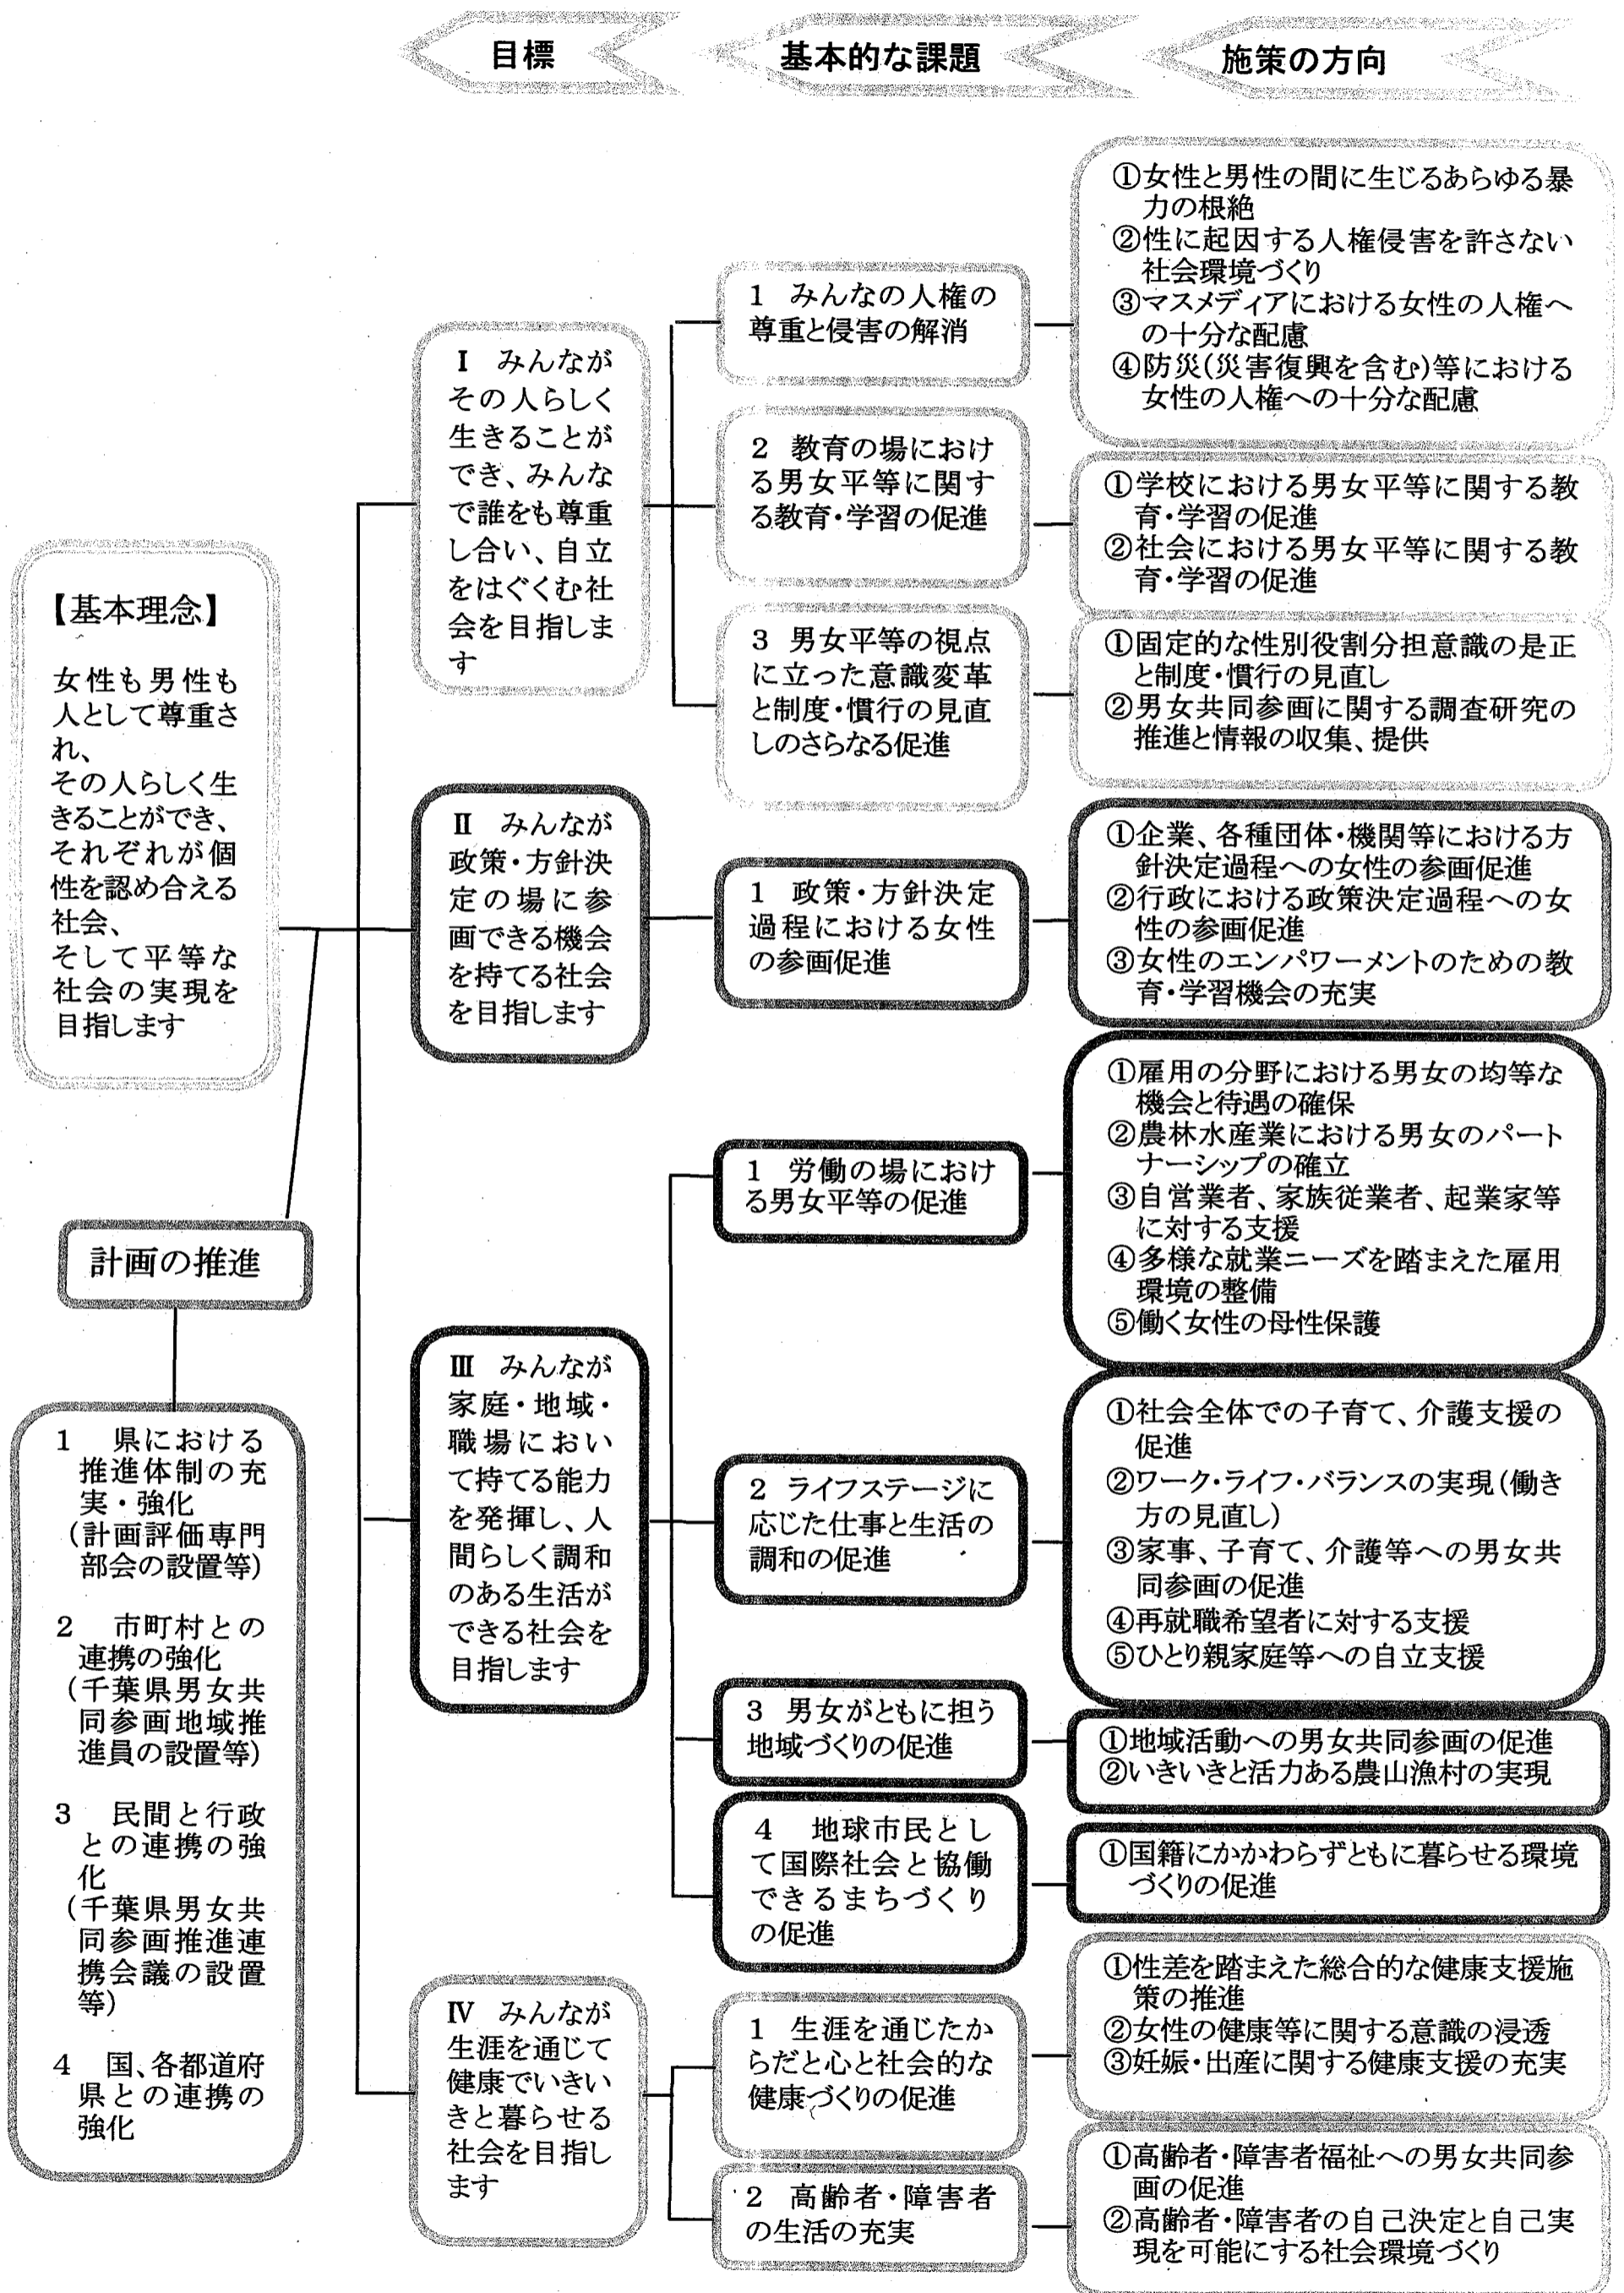 目標
基本的な課題
施策の方向
【基本理念】
女性も男性も
人として尊重さ
れ、
その人らしく生
きることができ、
それぞれが個
性を認め合える
社会、
そして平等な
社会の実現を
目指します
計画の推進
1 県における
推進体制の充
実・強化
(計画評価専門
部会の設置等)
2 市町村との
連携の強化
(千葉県男女共
同参画地域推
進員の設置等)
3 民間と行政
との連携の強
化
(千葉県男女共
同参画推進連
携会議の設置
等)
4 国、各都道府
県との連携の
強化
Ⅰ みんなが
その人らしく
生きることが
でき、みんな
で誰をも尊重
し合い、自立
をはぐくむ社
会を目指しま
す
1 みんなの人権の
尊重と侵害の解消
①女性と男性の間に生じるあらゆる暴
力の根絶
②性に起因する人権侵害を許さない
社会環境づくり
③マスメディアにおける女性の人権へ
の十分な配慮
④防災(災害復興を含む)等における
女性の人権への十分な配慮
2 教育の場におけ
る男女平等に関す
る教育・学習の促進
①学校における男女平等に関する教
育・学習の促進
②社会における男女平等に関する教
育・学習の促進
3 男女平等の視点
に立った意識変革
と制度・慣行の見直
しのさらなる促進
①固定的な性別役割分担意識の是正
と制度・慣行の見直し
②男女共同参画に関する調査研究の
推進と情報の収集、提供
Ⅱ みんなが
政策・方針決
定の場に参
画できる機会
を持てる社会
を目指します
1 政策・方針決定
過程における女性
の参画促進
①企業、各種団体・機関等における方
針決定過程への女性の参画促進
②行政における政策決定過程への女
性の参画促進
③女性のエンパワーメントのための教
育・学習機会の充実
Ⅲ みんなが
家庭・地域・
職場におい
て持てる能力
を発揮し、人
間らしく調和
のある生活が
できる社会を
目指します
1 労働の場におけ
る男女平等の促進
①雇用の分野における男女の均等な
機会と待遇の確保
②農林水産業における男女のパート
ナーシップの確立
③自営業者、家族従業者、起業家等
に対する支援
④多様な就業ニーズを踏まえた雇用
環境の整備
⑤働く女性の母性保護
2 ライフステージに
応じた仕事と生活の
調和の促進
①社会全体での子育て、介護支援の
促進
②ワーク・ライフ・バランスの実現(働き
方の見直し)
③家事、子育て、介護等への男女共
同参画の促進
④再就職希望者に対する支援
⑤ひとり親家庭等への自立支援
3 男女がともに担う
地域づくりの促進
①地域活動への男女共同参画の促進
②いきいきと活力ある農山漁村の実現
4 地球市民とし
て国際社会と協働
できるまちづくり
の促進
①国籍にかかわらずともに暮らせる環境
づくりの促進
Ⅳ みんなが
生涯を通じて
健康でいきい
きと暮らせる
社会を目指し
ます
1 生涯を通じたか
らだと心と社会的な
健康づくりの促進
①性差を踏まえた総合的な健康支援施
策の推進
②女性の健康等に関する意識の浸透
③妊娠・出産に関する健康支援の充実
2 高齢者・障害者
の生活の充実
①高齢者・障害者福祉への男女共同参
画の促進
②高齢者・障害者の自己決定と自己実
現を可能にする社会環境づくり